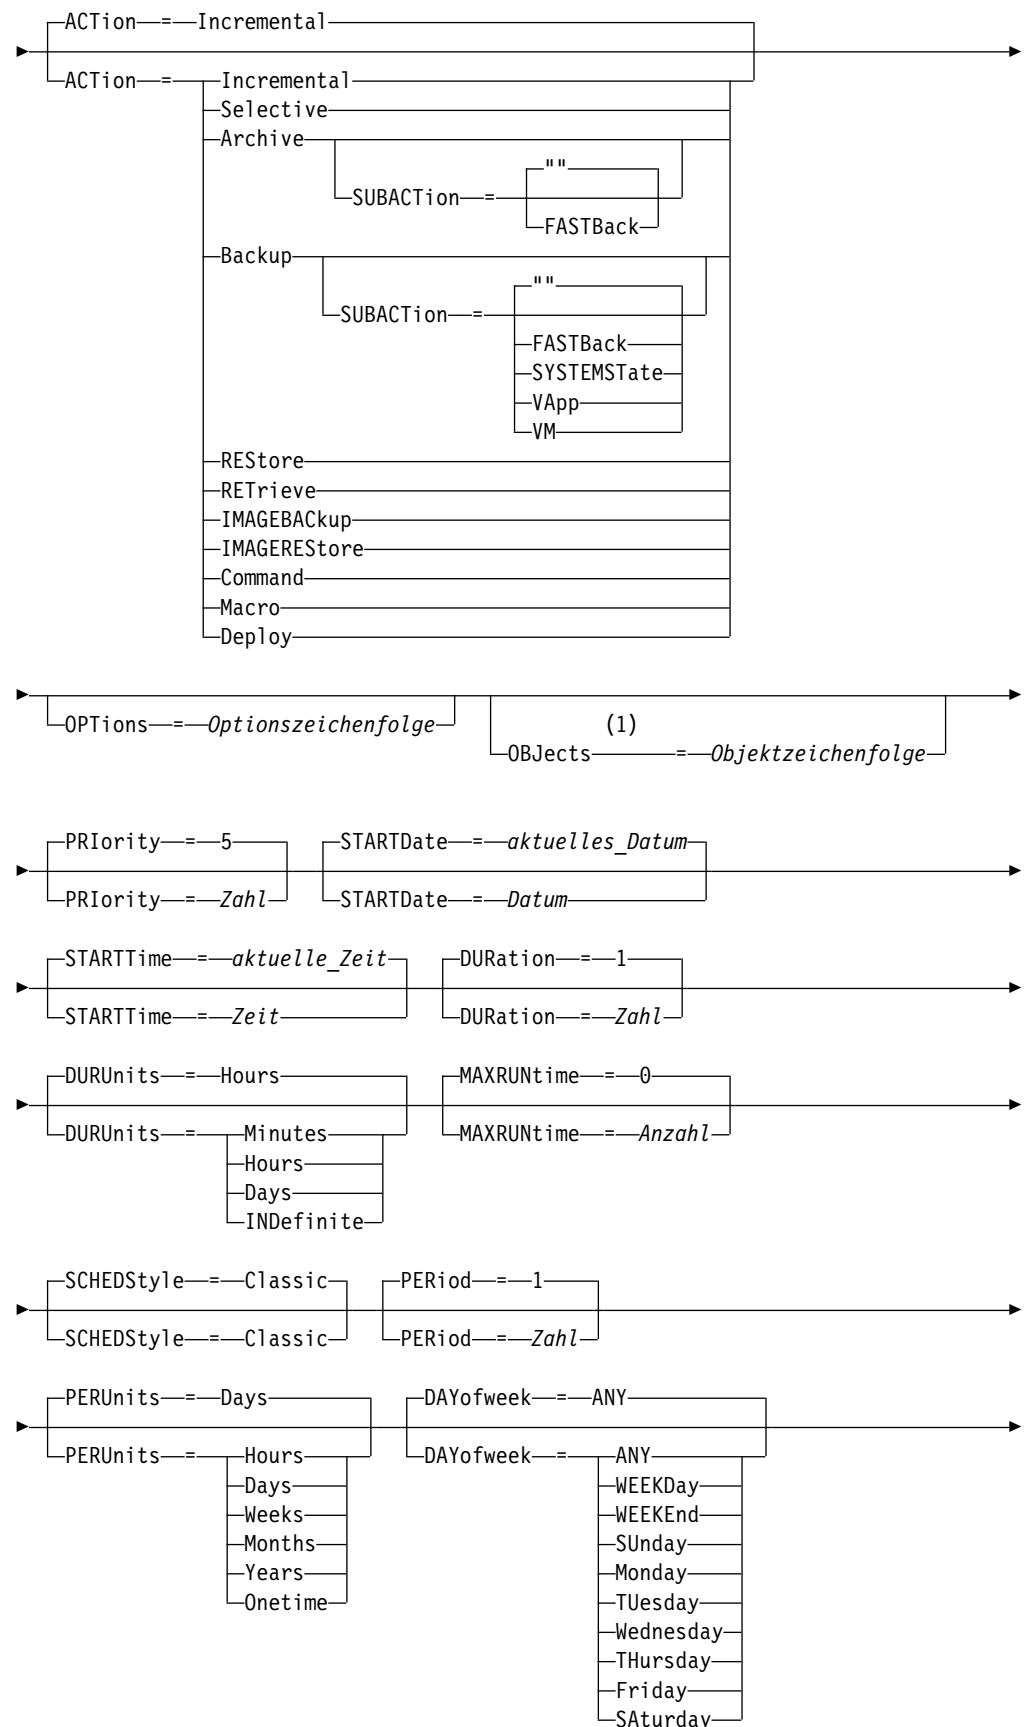 ACTion = Incremental
ACTion = Incremental
Selective
Archive
""
SUBACTion =
FASTBack
Backup
""
SUBACTion =
FASTBack
SYSTEMSTate
VApp
VM
REStore
RETrieve
IMAGEBACkup
IMAGEREStore
Command
Macro
Deploy
OPTions = Optionszeichenfolge
(1)
OBJects = Objektzeichenfolge
PRIority = 5 STARTDate = aktuelles_Datum
PRIority = Zahl STARTDate = Datum
STARTTime = aktuelle_Zeit DURation = 1
STARTTime = Zeit DURation = Zahl
DURUnits = Hours MAXRUNtime = 0
DURUnits = Minutes MAXRUNtime = Anzahl
Hours
Days
INDefinite
SCHEDStyle = Classic PERiod = 1
SCHEDStyle = Classic PERiod = Zahl
PERUnits = Days DAYofweek = ANY
PERUnits = Hours DAYofweek = ANY
Days WEEKDay
Weeks WEEKEnd
Months SUnday
Years Monday
Onetime TUesday
Wednesday
THursday
Friday
SAturday